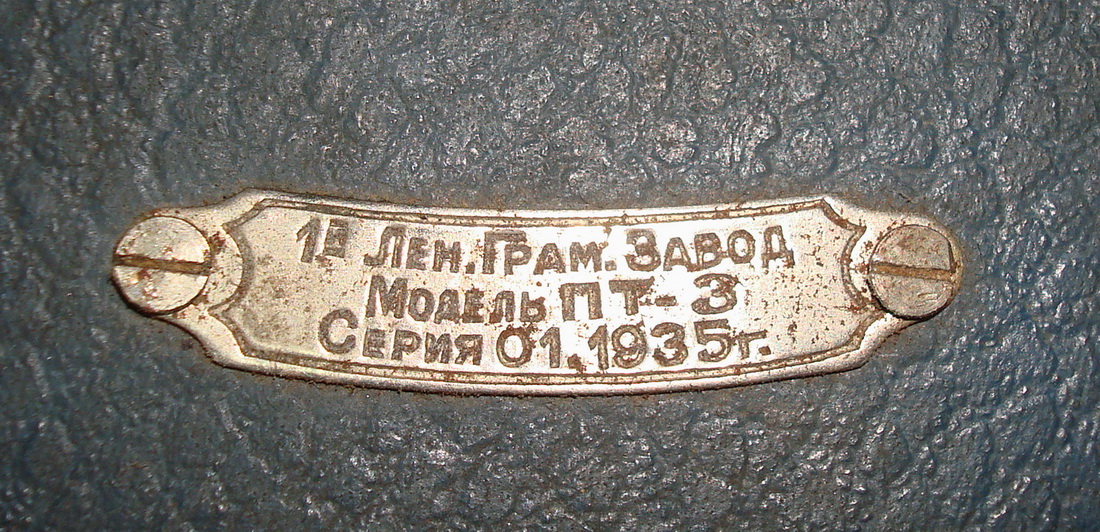 1й Лен.Грам.Завод
Модель ПТ-3
Серия 01.1935г.